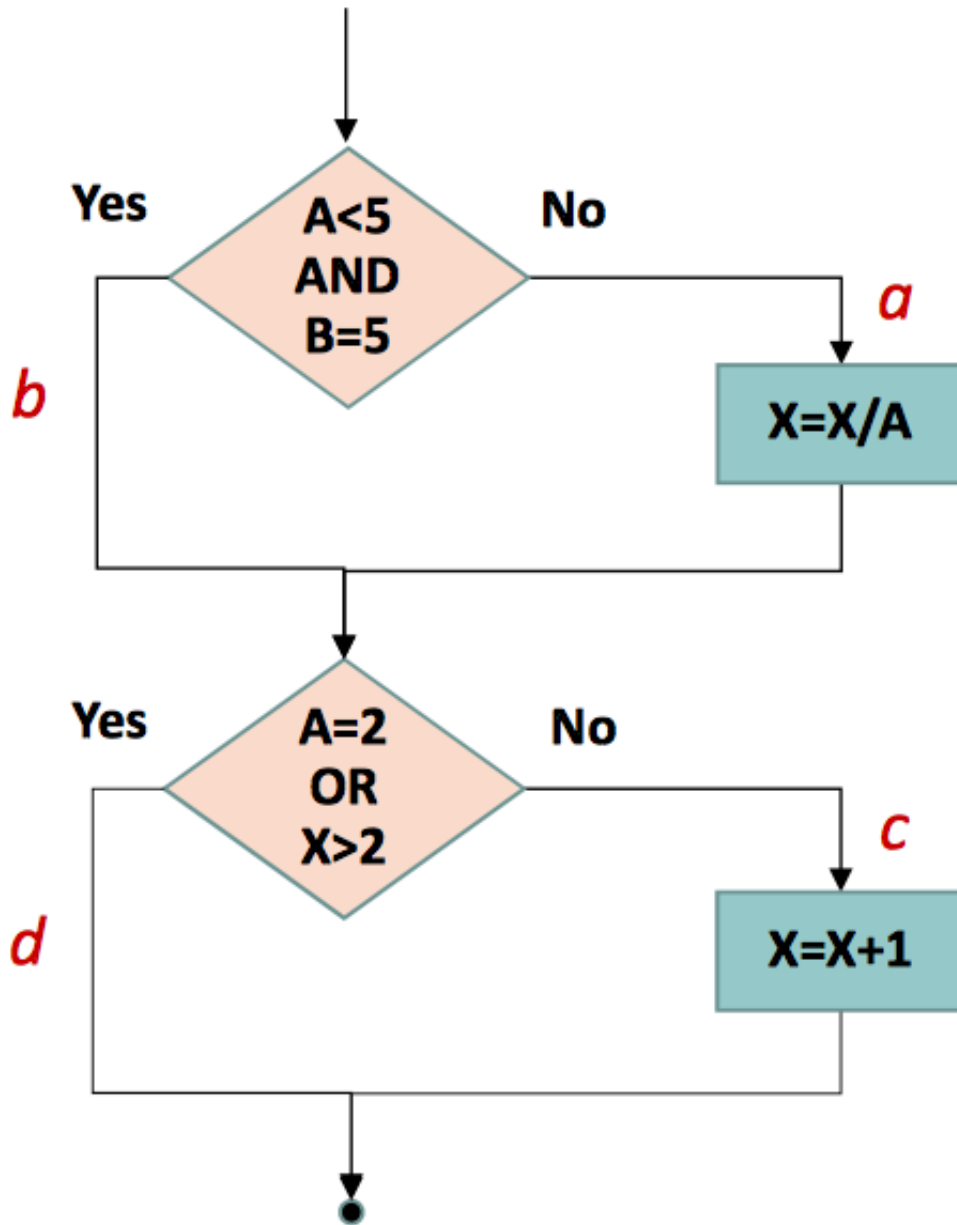 Yes
A<5
AND
B=5
No
a
b
X=X/A
Yes
A=2
OR
X>2
No
c
d
X=X+1